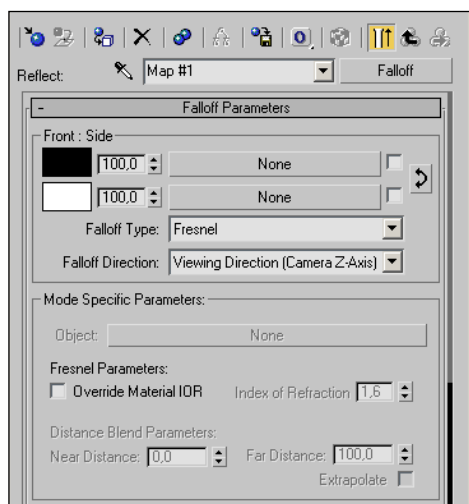 Reflect: Map #1 Falloff
- Falloff Parameters
Front : Side
100,0 None
100,0 None
Falloff Type: Fresnel
Falloff Direction: Viewing Direction (Camera Z-Axis)
Mode Specific Parameters:
Object: None
Fresnel Parameters:
Override Material IOR Index of Refraction 1,6
Distance Blend Parameters:
Near Distance: 0,0 Far Distance: 100,0
Extrapolate